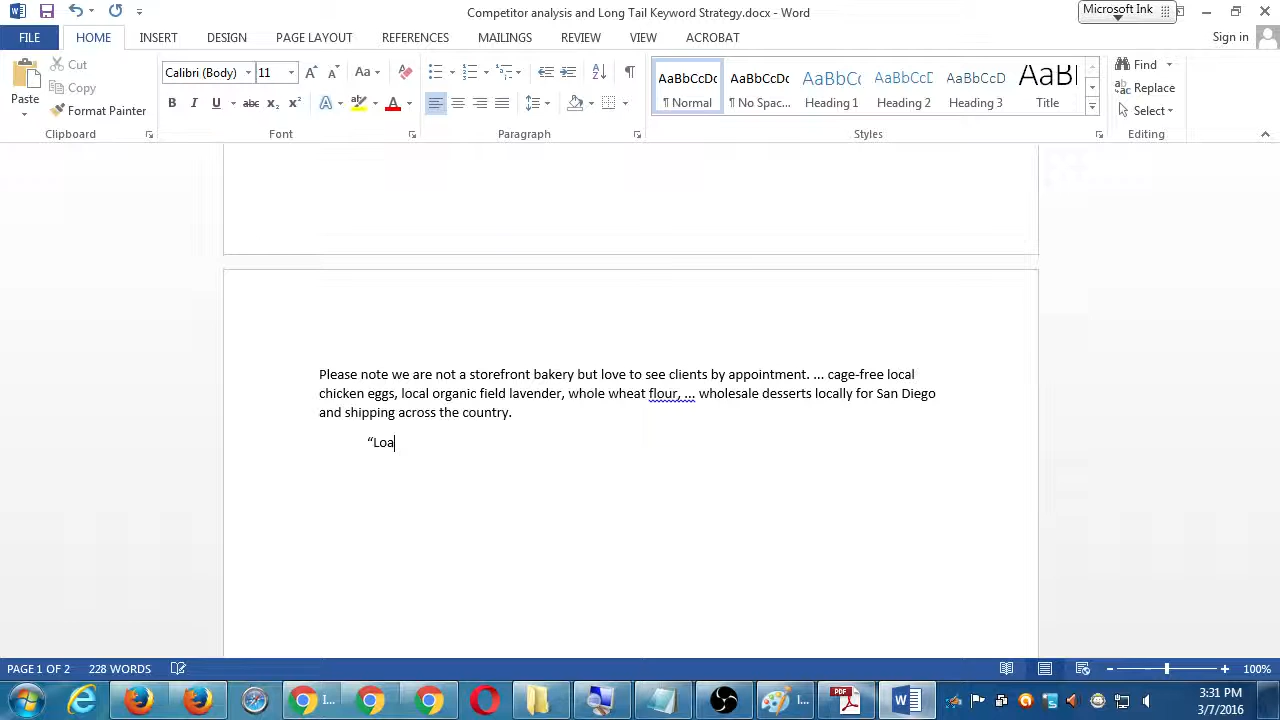 Competitor analysis and Long Tail Keyword Strategy.docx - Word
Microsoft Ink
FILE HOME INSERT DESIGN PAGE LAYOUT REFERENCES MAILINGS REVIEW VIEW ACROBAT Sign in
Paste
Cut
Copy
Format Painter
Calibri (Body) 11
AaBbCcDc AaBbCcDc AaBbCc AaBbCcD AaBbCcD AaBl
¶ Normal ¶ No Spac... Heading 1 Heading 2 Heading 3 Title
Find
Replace
Select
Clipboard Font Paragraph Styles Editing
Please note we are not a storefront bakery but love to see clients by appointment. ... cage-free local
chicken eggs, local organic field lavender, whole wheat flour, ... wholesale desserts locally for San Diego
and shipping across the country.
“Loa
PAGE 1 OF 2 228 WORDS 100%
I... I... PDF
3:31 PM
3/7/2016